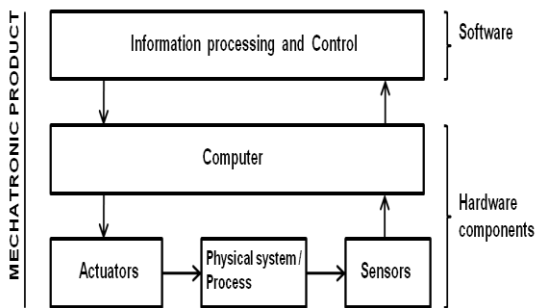 MECHATRONIC PRODUCT
Information processing and Control
Software
Computer
Hardware
components
Actuators
Physical system /
Process
Sensors